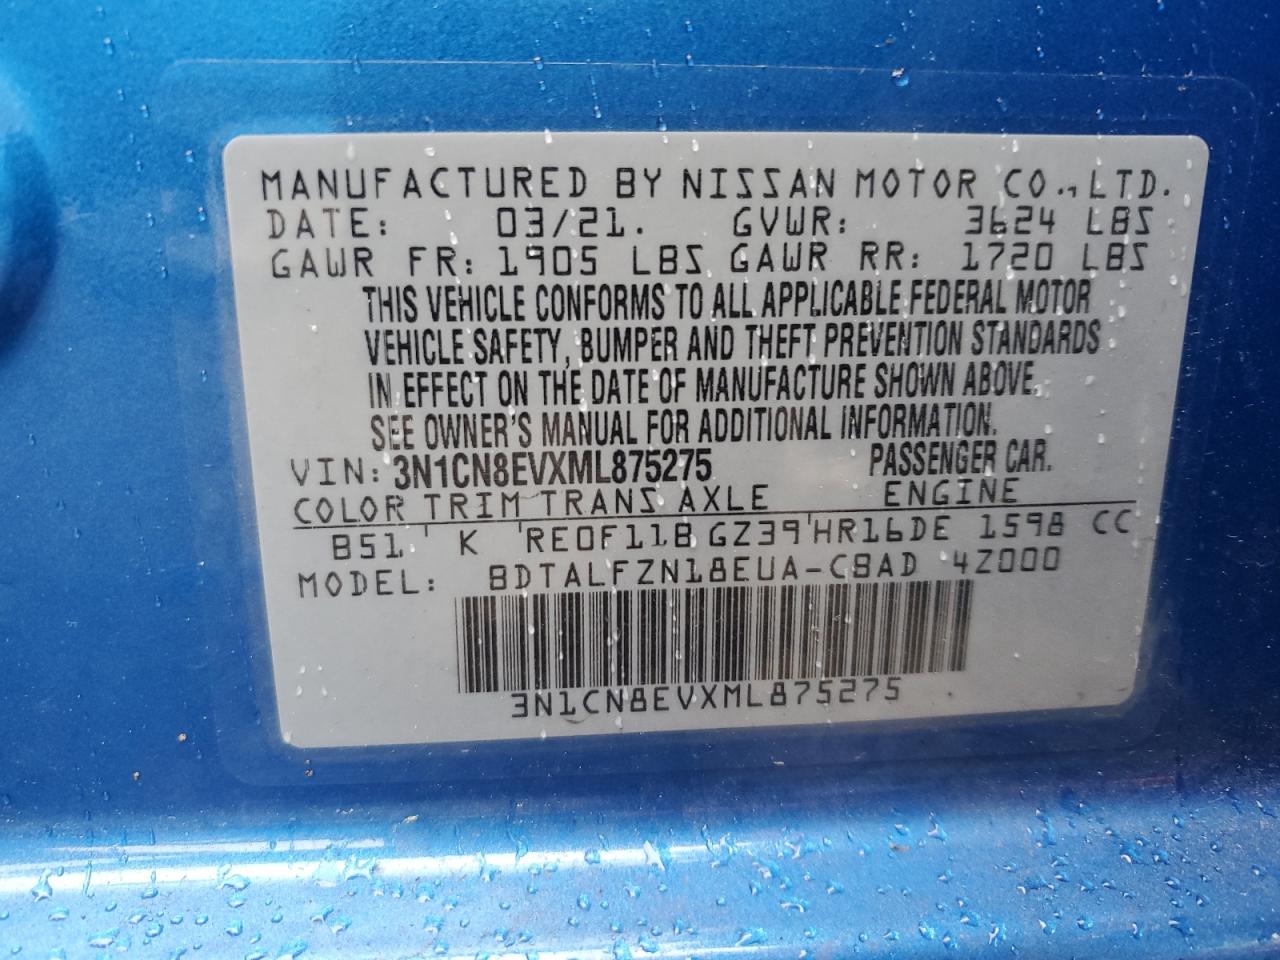 MANUFACTURED BY NISSAN MOTOR CO., LTD.
DATE: 03/21. GVWR: 3624 LBS
GAWR FR: 1905 LBS GAWR RR: 1720 LBS
THIS VEHICLE CONFORMS TO ALL APPLICABLE FEDERAL MOTOR
VEHICLE SAFETY, BUMPER AND THEFT PREVENTION STANDARDS
IN EFFECT ON THE DATE OF MANUFACTURE SHOWN ABOVE.
SEE OWNER'S MANUAL FOR ADDITIONAL INFORMATION.
VIN: 3N1CN8EVXML875275 PASSENGER CAR.
COLOR TRIM TRANS AXLE ENGINE
B51 K RE0F11B GZ39 HR16DE 1598 CC
MODEL: BDTALFZN18EUA-C8AD 4Z000
3N1CN8EVXML875275